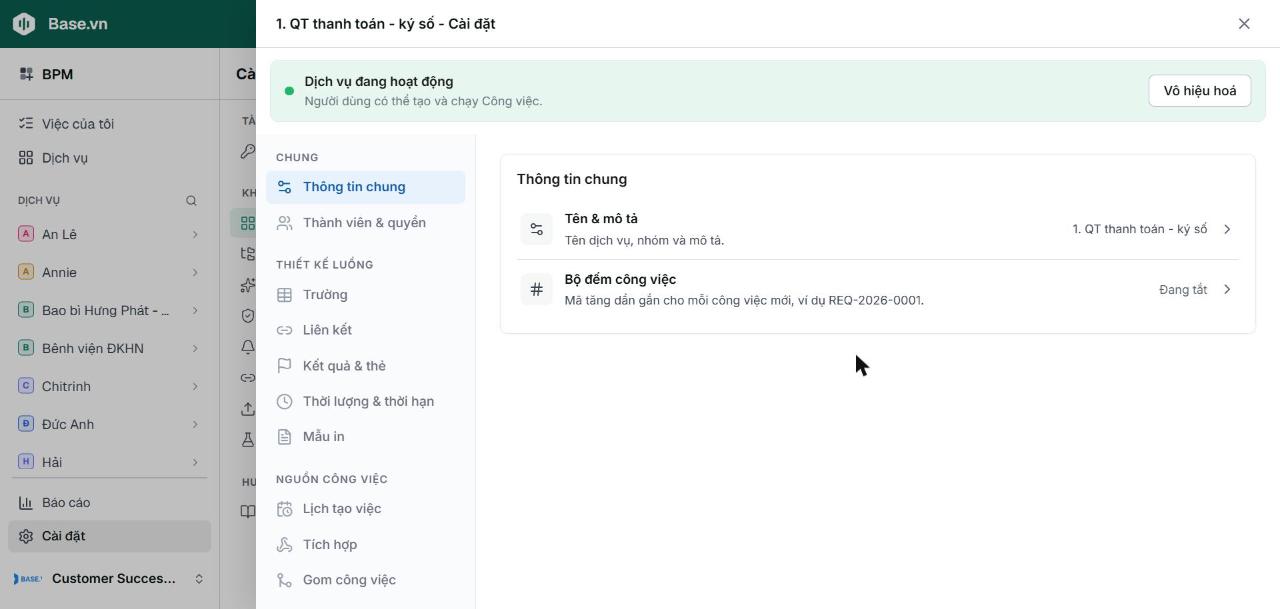 Base.vn
1. QT thanh toán - ký số - Cài đặt
BPM
Cà
Dịch vụ đang hoạt động
Người dùng có thể tạo và chạy Công việc.
Vô hiệu hoá
Việc của tôi
Dịch vụ
DỊCH VỤ
A An Lê
A Annie
B Bao bì Hưng Phát - ...
B Bênh viện ĐKHN
C Chitrinh
Đ Đức Anh
H Hải
Báo cáo
Cài đặt
BASE.V
Customer Succes...
TÀ
KH
HU
CHUNG
Thông tin chung
Thành viên & quyền
THIẾT KẾ LUỒNG
Trường
Liên kết
Kết quả & thẻ
Thời lượng & thời hạn
Mẫu in
NGUỒN CÔNG VIỆC
Lịch tạo việc
Tích hợp
Gom công việc
Thông tin chung
Tên & mô tả
Tên dịch vụ, nhóm và mô tả.
1. QT thanh toán - ký số
Bộ đếm công việc
Mã tăng dần gắn cho mỗi công việc mới, ví dụ REQ-2026-0001.
Đang tắt